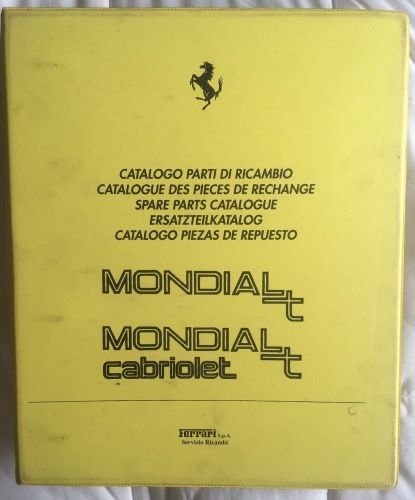 CATALOGO PARTI DI RICAMBIO
CATALOGUE DES PIECES DE RECHANGE
SPARE PARTS CATALOGUE
ERSATZTEILKATALOG
CATALOGO PIEZAS DE REPUESTO
MONDIAL t
MONDIAL t
cabriolet
Ferrari S.p.A.
Servizio Ricambi